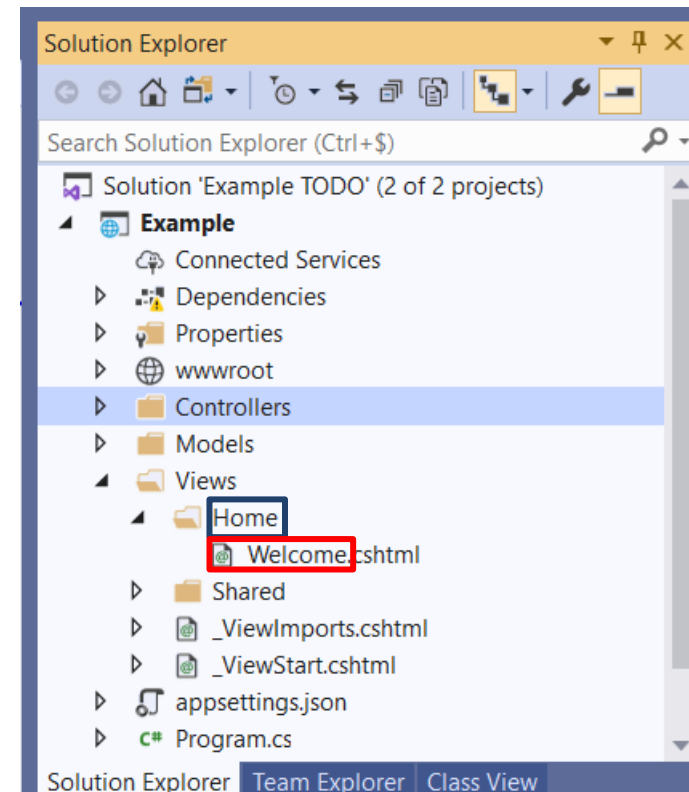 Solution Explorer
Search Solution Explorer (Ctrl+$)
Solution 'Example TODO' (2 of 2 projects)
Example
Connected Services
Dependencies
Properties
wwwroot
Controllers
Models
Views
Home
Welcome.cshtml
Shared
_ViewImports.cshtml
_ViewStart.cshtml
appsettings.json
C# Program.cs
Solution Explorer Team Explorer Class View